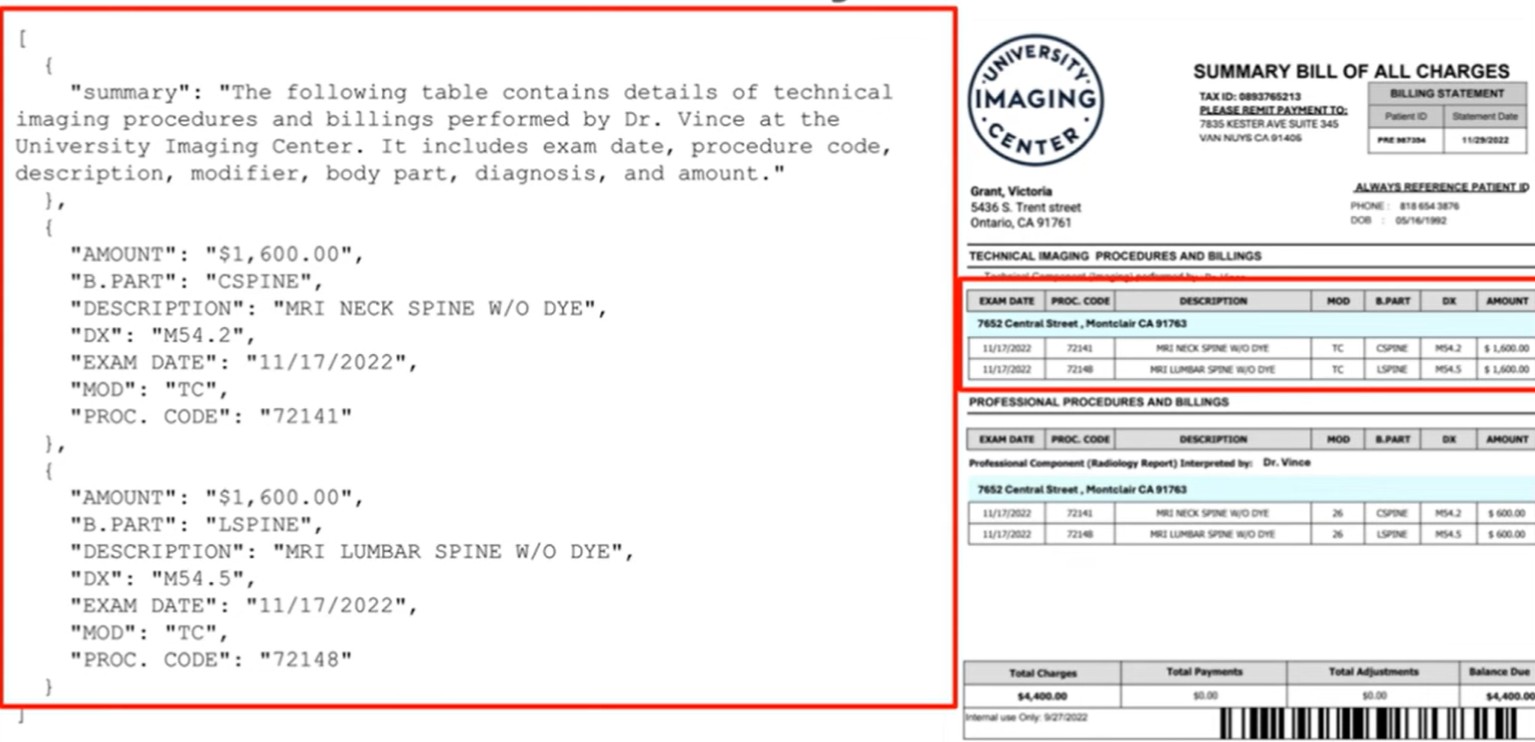 [
{
"summary": "The following table contains details of technical
imaging procedures and billings performed by Dr. Vince at the
University Imaging Center. It includes exam date, procedure code,
description, modifier, body part, diagnosis, and amount."
},
{
"AMOUNT": "$1,600.00",
"B.PART": "CSPINE",
"DESCRIPTION": "MRI NECK SPINE W/O DYE",
"DX": "M54.2",
"EXAM DATE": "11/17/2022",
"MOD": "TC",
"PROC. CODE": "72141"
},
{
"AMOUNT": "$1,600.00",
"B.PART": "LSPINE",
"DESCRIPTION": "MRI LUMBAR SPINE W/O DYE",
"DX": "M54.5",
"EXAM DATE": "11/17/2022",
"MOD": "TC",
"PROC. CODE": "72148"
}
]
UNIVERSITY
IMAGING
CENTER
SUMMARY BILL OF ALL CHARGES
TAX ID: 0893765213
PLEASE REMIT PAYMENT TO:
7835 KESTER AVE SUITE 345
VAN NUYS CA 91406
BILLING STATEMENT
Patient ID Statement Date
PRE 987354 11/29/2022
Grant, Victoria
5436 S. Trent street
Ontario, CA 91761
ALWAYS REFERENCE PATIENT ID
PHONE : 818 654 3876
DOB : 05/16/1992
TECHNICAL IMAGING PROCEDURES AND BILLINGS
Technical Component (Imaging) performed by: Dr. Vince
EXAM DATE PROC. CODE DESCRIPTION MOD B.PART DX AMOUNT
7652 Central Street , Montclair CA 91763
11/17/2022 72141 MRI NECK SPINE W/O DYE TC CSPINE M54.2 $ 1,600.00
11/17/2022 72148 MRI LUMBAR SPINE W/O DYE TC LSPINE M54.5 $ 1,600.00
PROFESSIONAL PROCEDURES AND BILLINGS
EXAM DATE PROC. CODE DESCRIPTION MOD B.PART DX AMOUNT
Professional Component (Radiology Report) Interpreted by: Dr. Vince
7652 Central Street , Montclair CA 91763
11/17/2022 72141 MRI NECK SPINE W/O DYE 26 CSPINE M54.2 $ 600.00
11/17/2022 72148 MRI LUMBAR SPINE W/O DYE 26 LSPINE M54.5 $ 600.00
Total Charges Total Payments Total Adjustments Balance Due
$4,400.00 $0.00 $0.00 $4,400.00
Internal use Only: 9/27/2022